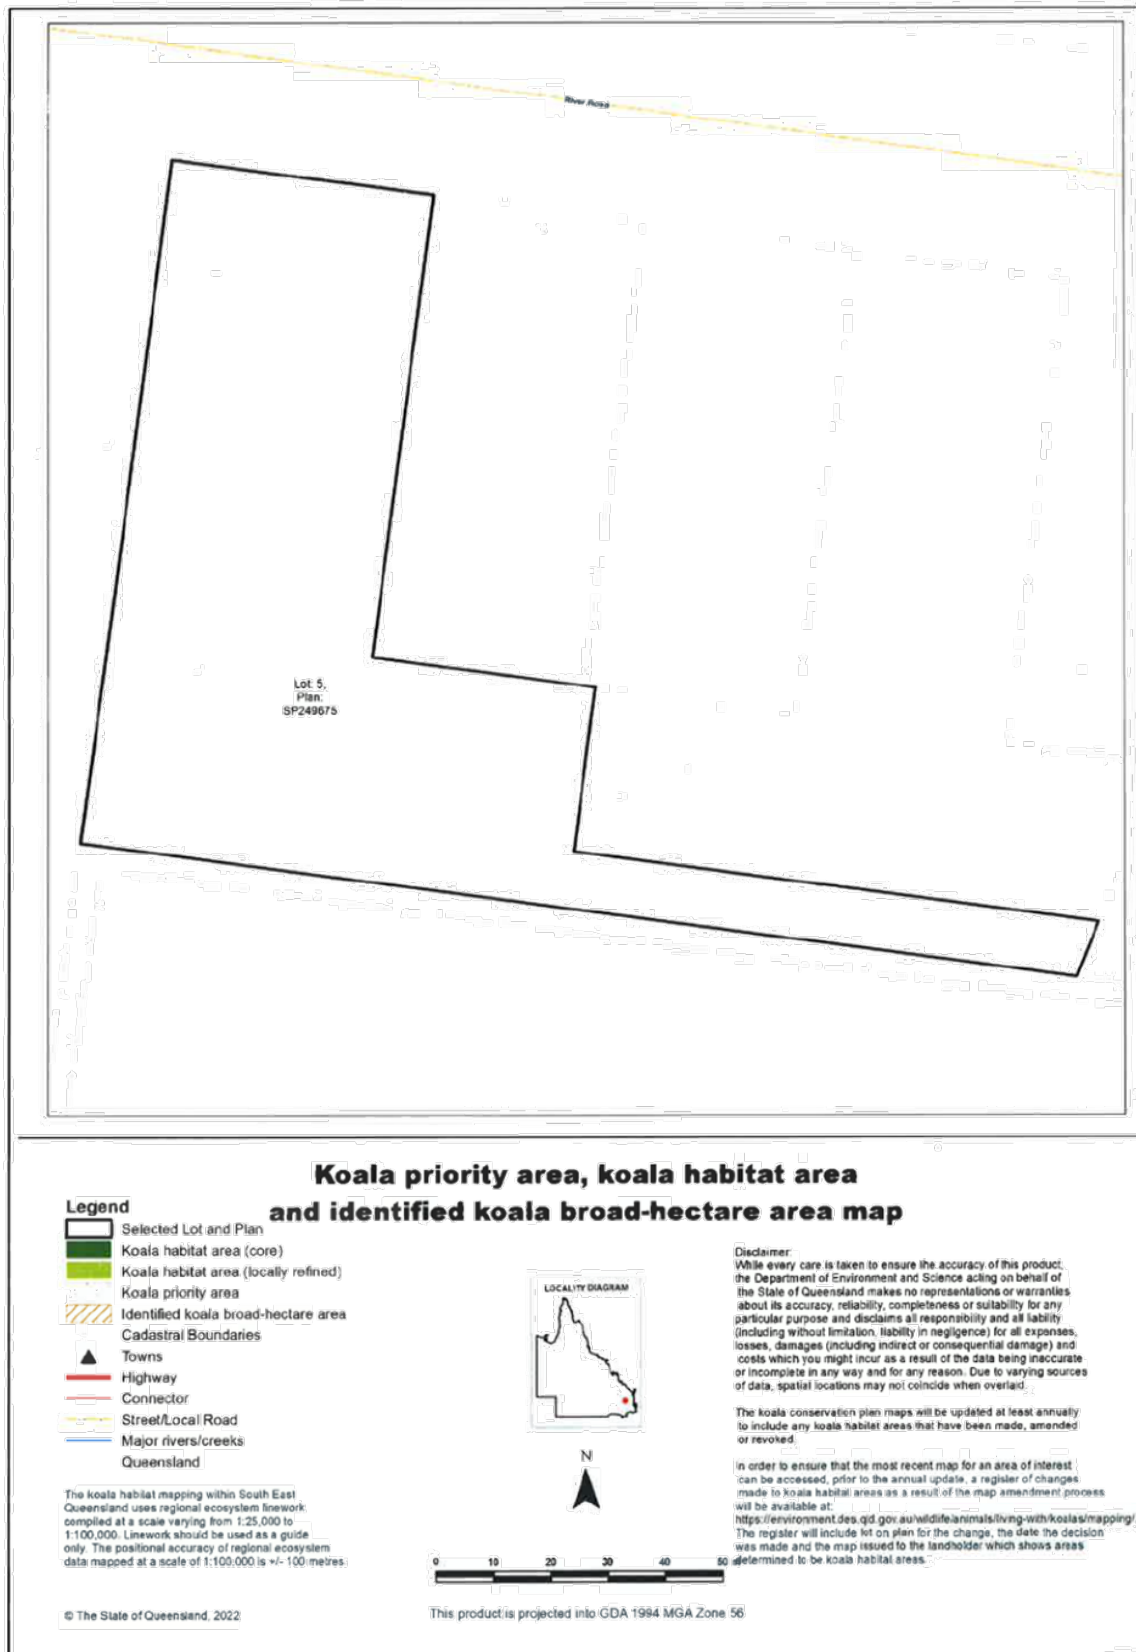 River Road
Lot: 5,
Plan:
SP249675
Koala priority area, koala habitat area
and identified koala broad-hectare area map
Legend
Selected Lot and Plan
Koala habitat area (core)
Koala habitat area (locally refined)
Koala priority area
Identified koala broad-hectare area
Cadastral Boundaries
Towns
Highway
Connector
Street/Local Road
Major rivers/creeks
Queensland
The koala habitat mapping within South East
Queensland uses regional ecosystem linework
compiled at a scale varying from 1:25,000 to
1:100,000. Linework should be used as a guide
only. The positional accuracy of regional ecosystem
data mapped at a scale of 1:100,000 is +/- 100 metres
© The State of Queensland, 2022
LOCALITY DIAGRAM
N
0 10 20 30 40 50
This product is projected into GDA 1994 MGA Zone 56
Disclaimer:
While every care is taken to ensure the accuracy of this product,
the Department of Environment and Science acting on behalf of
the State of Queensland makes no representations or warranties
about its accuracy, reliability, completeness or suitability for any
particular purpose and disclaims all responsibility and all liability
(including without limitation, liability in negligence) for all expenses,
losses, damages (including indirect or consequential damage) and
costs which you might incur as a result of the data being inaccurate
or incomplete in any way and for any reason. Due to varying sources
of data, spatial locations may not coincide when overlaid.
The koala conservation plan maps will be updated at least annually
to include any koala habitat areas that have been made, amended
or revoked.
In order to ensure that the most recent map for an area of interest
can be accessed, prior to the annual update, a register of changes
made to koala habitat areas as a result of the map amendment process
will be available at:
https://environment.des.qld.gov.au/wildlife/animals/living-with/koalas/mapping/
The register will include lot on plan for the change, the date the decision
was made and the map issued to the landholder which shows areas
determined to be koala habitat areas.